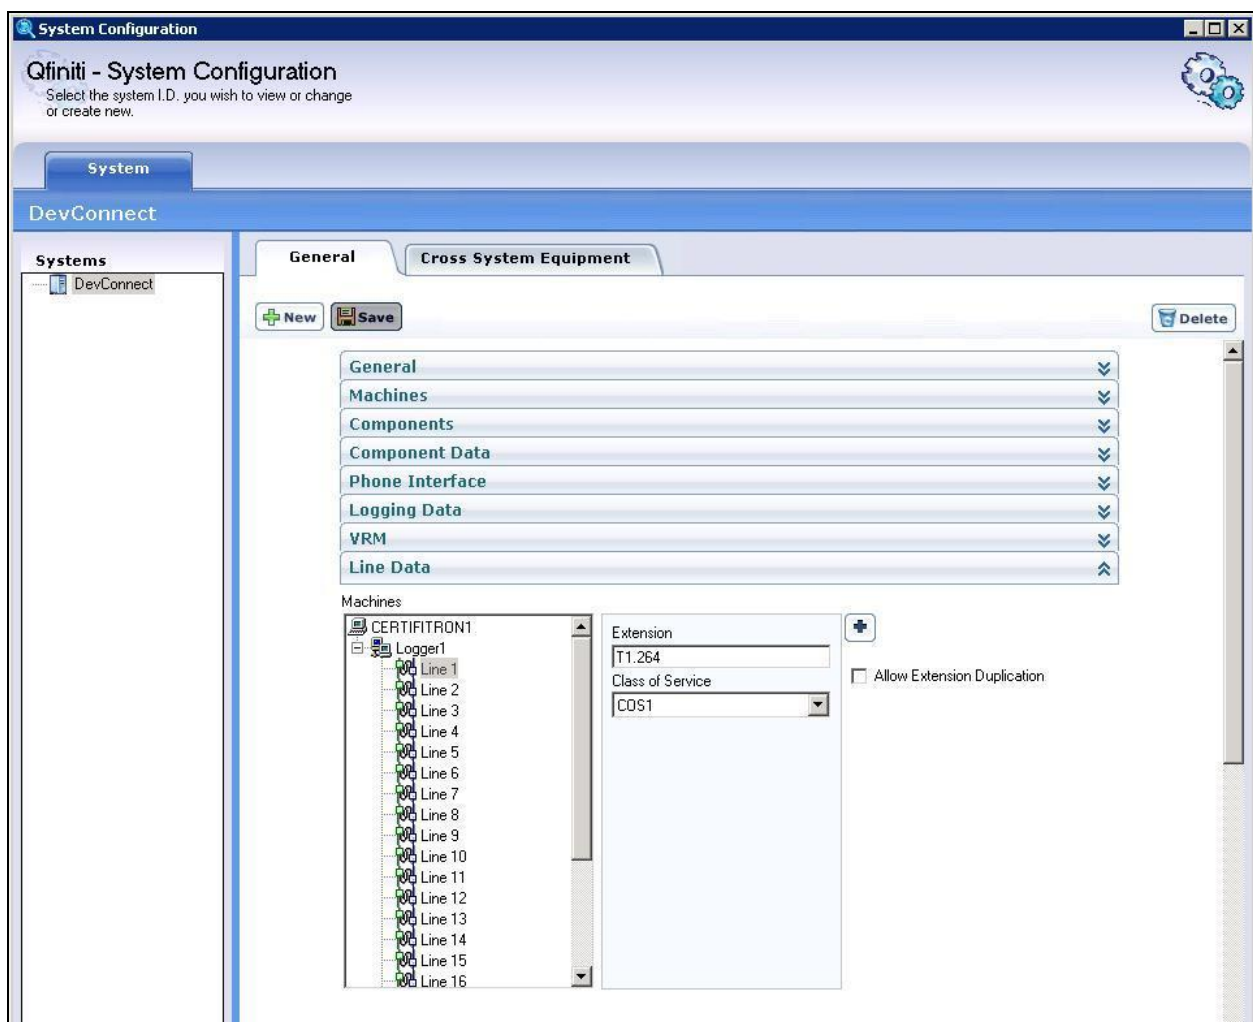 System Configuration
Qfiniti - System Configuration
Select the system I.D. you wish to view or change
or create new.
System
DevConnect
Systems
DevConnect
General
Cross System Equipment
New
Save
Delete
General
Machines
Components
Component Data
Phone Interface
Logging Data
VRM
Line Data
Machines
CERTIFITRON1
Logger1
Line 1
Line 2
Line 3
Line 4
Line 5
Line 6
Line 7
Line 8
Line 9
Line 10
Line 11
Line 12
Line 13
Line 14
Line 15
Line 16
Extension
T1.264
Class of Service
COS1
Allow Extension Duplication